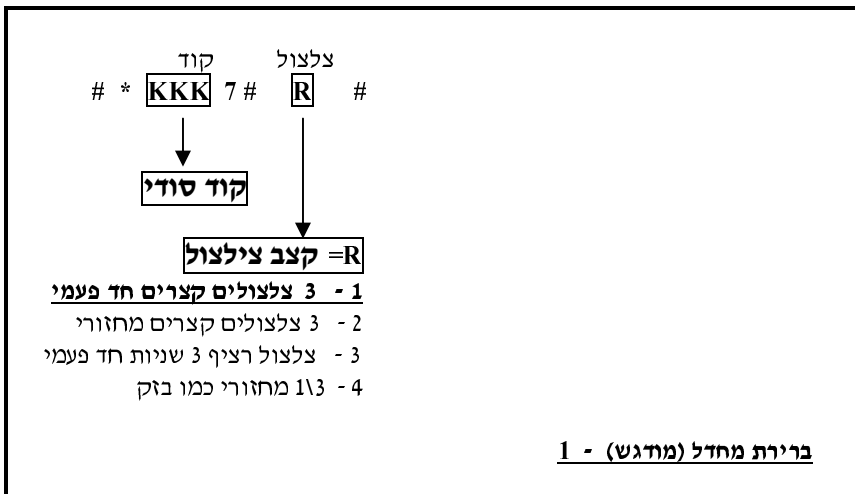 קוד צלצול
# * KKK 7 # R #
קוד סודי
R= קצב צילצול
1 - 3 צלצולים קצרים חד פעמי
2 - 3 צלצולים קצרים מחזורי
3 - צלצול רציף 3 שניות חד פעמי
4 - 3\1 מחזורי כמו בזק
ברירת מחדל (מודגש) - 1